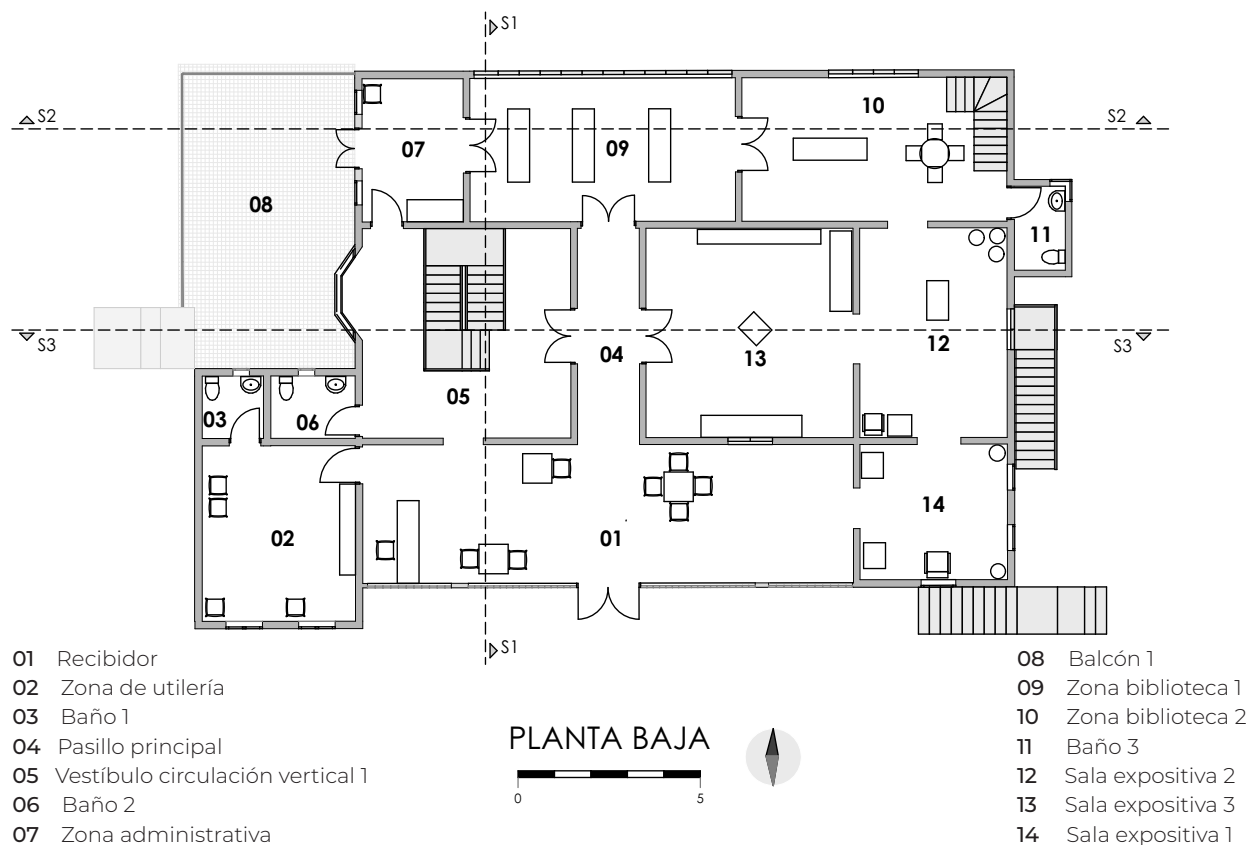 S1
S2
S2
10
07
09
08
11
S3
S3
04
12
13
03
06
05
14
02
01
S1
01 Recibidor
02 Zona de utilería
03 Baño 1
04 Pasillo principal
05 Vestíbulo circulación vertical 1
06 Baño 2
07 Zona administrativa
PLANTA BAJA
0 5
08 Balcón 1
09 Zona biblioteca 1
10 Zona biblioteca 2
11 Baño 3
12 Sala expositiva 2
13 Sala expositiva 3
14 Sala expositiva 1